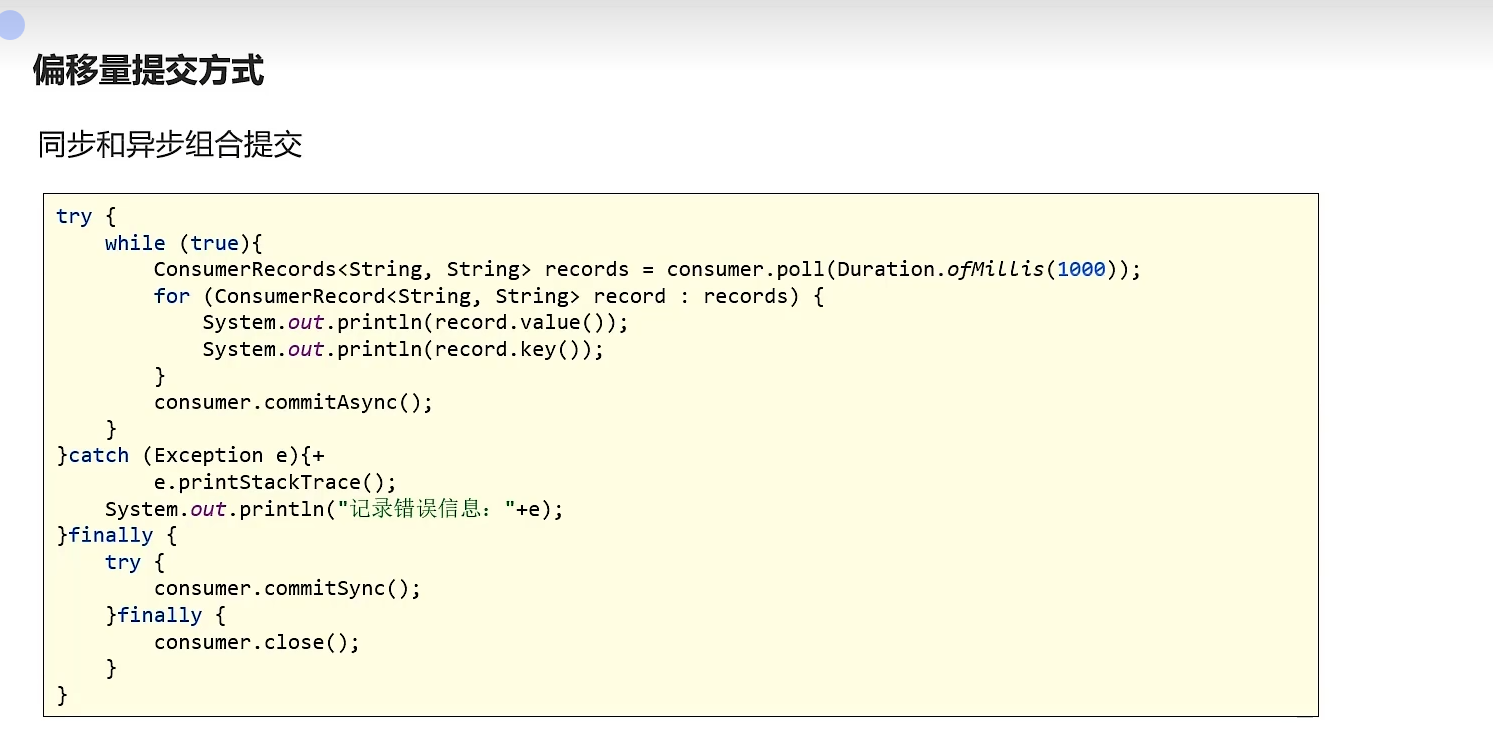 偏移量提交方式
同步和异步组合提交
try {
    while (true){
        ConsumerRecords<String, String> records = consumer.poll(Duration.ofMillis(1000));
        for (ConsumerRecord<String, String> record : records) {
            System.out.println(record.value());
            System.out.println(record.key());
        }
        consumer.commitAsync();
    }
}catch (Exception e){+
        e.printStackTrace();
    System.out.println("记录错误信息："+e);
}finally {
    try {
        consumer.commitSync();
    }finally {
        consumer.close();
    }
}